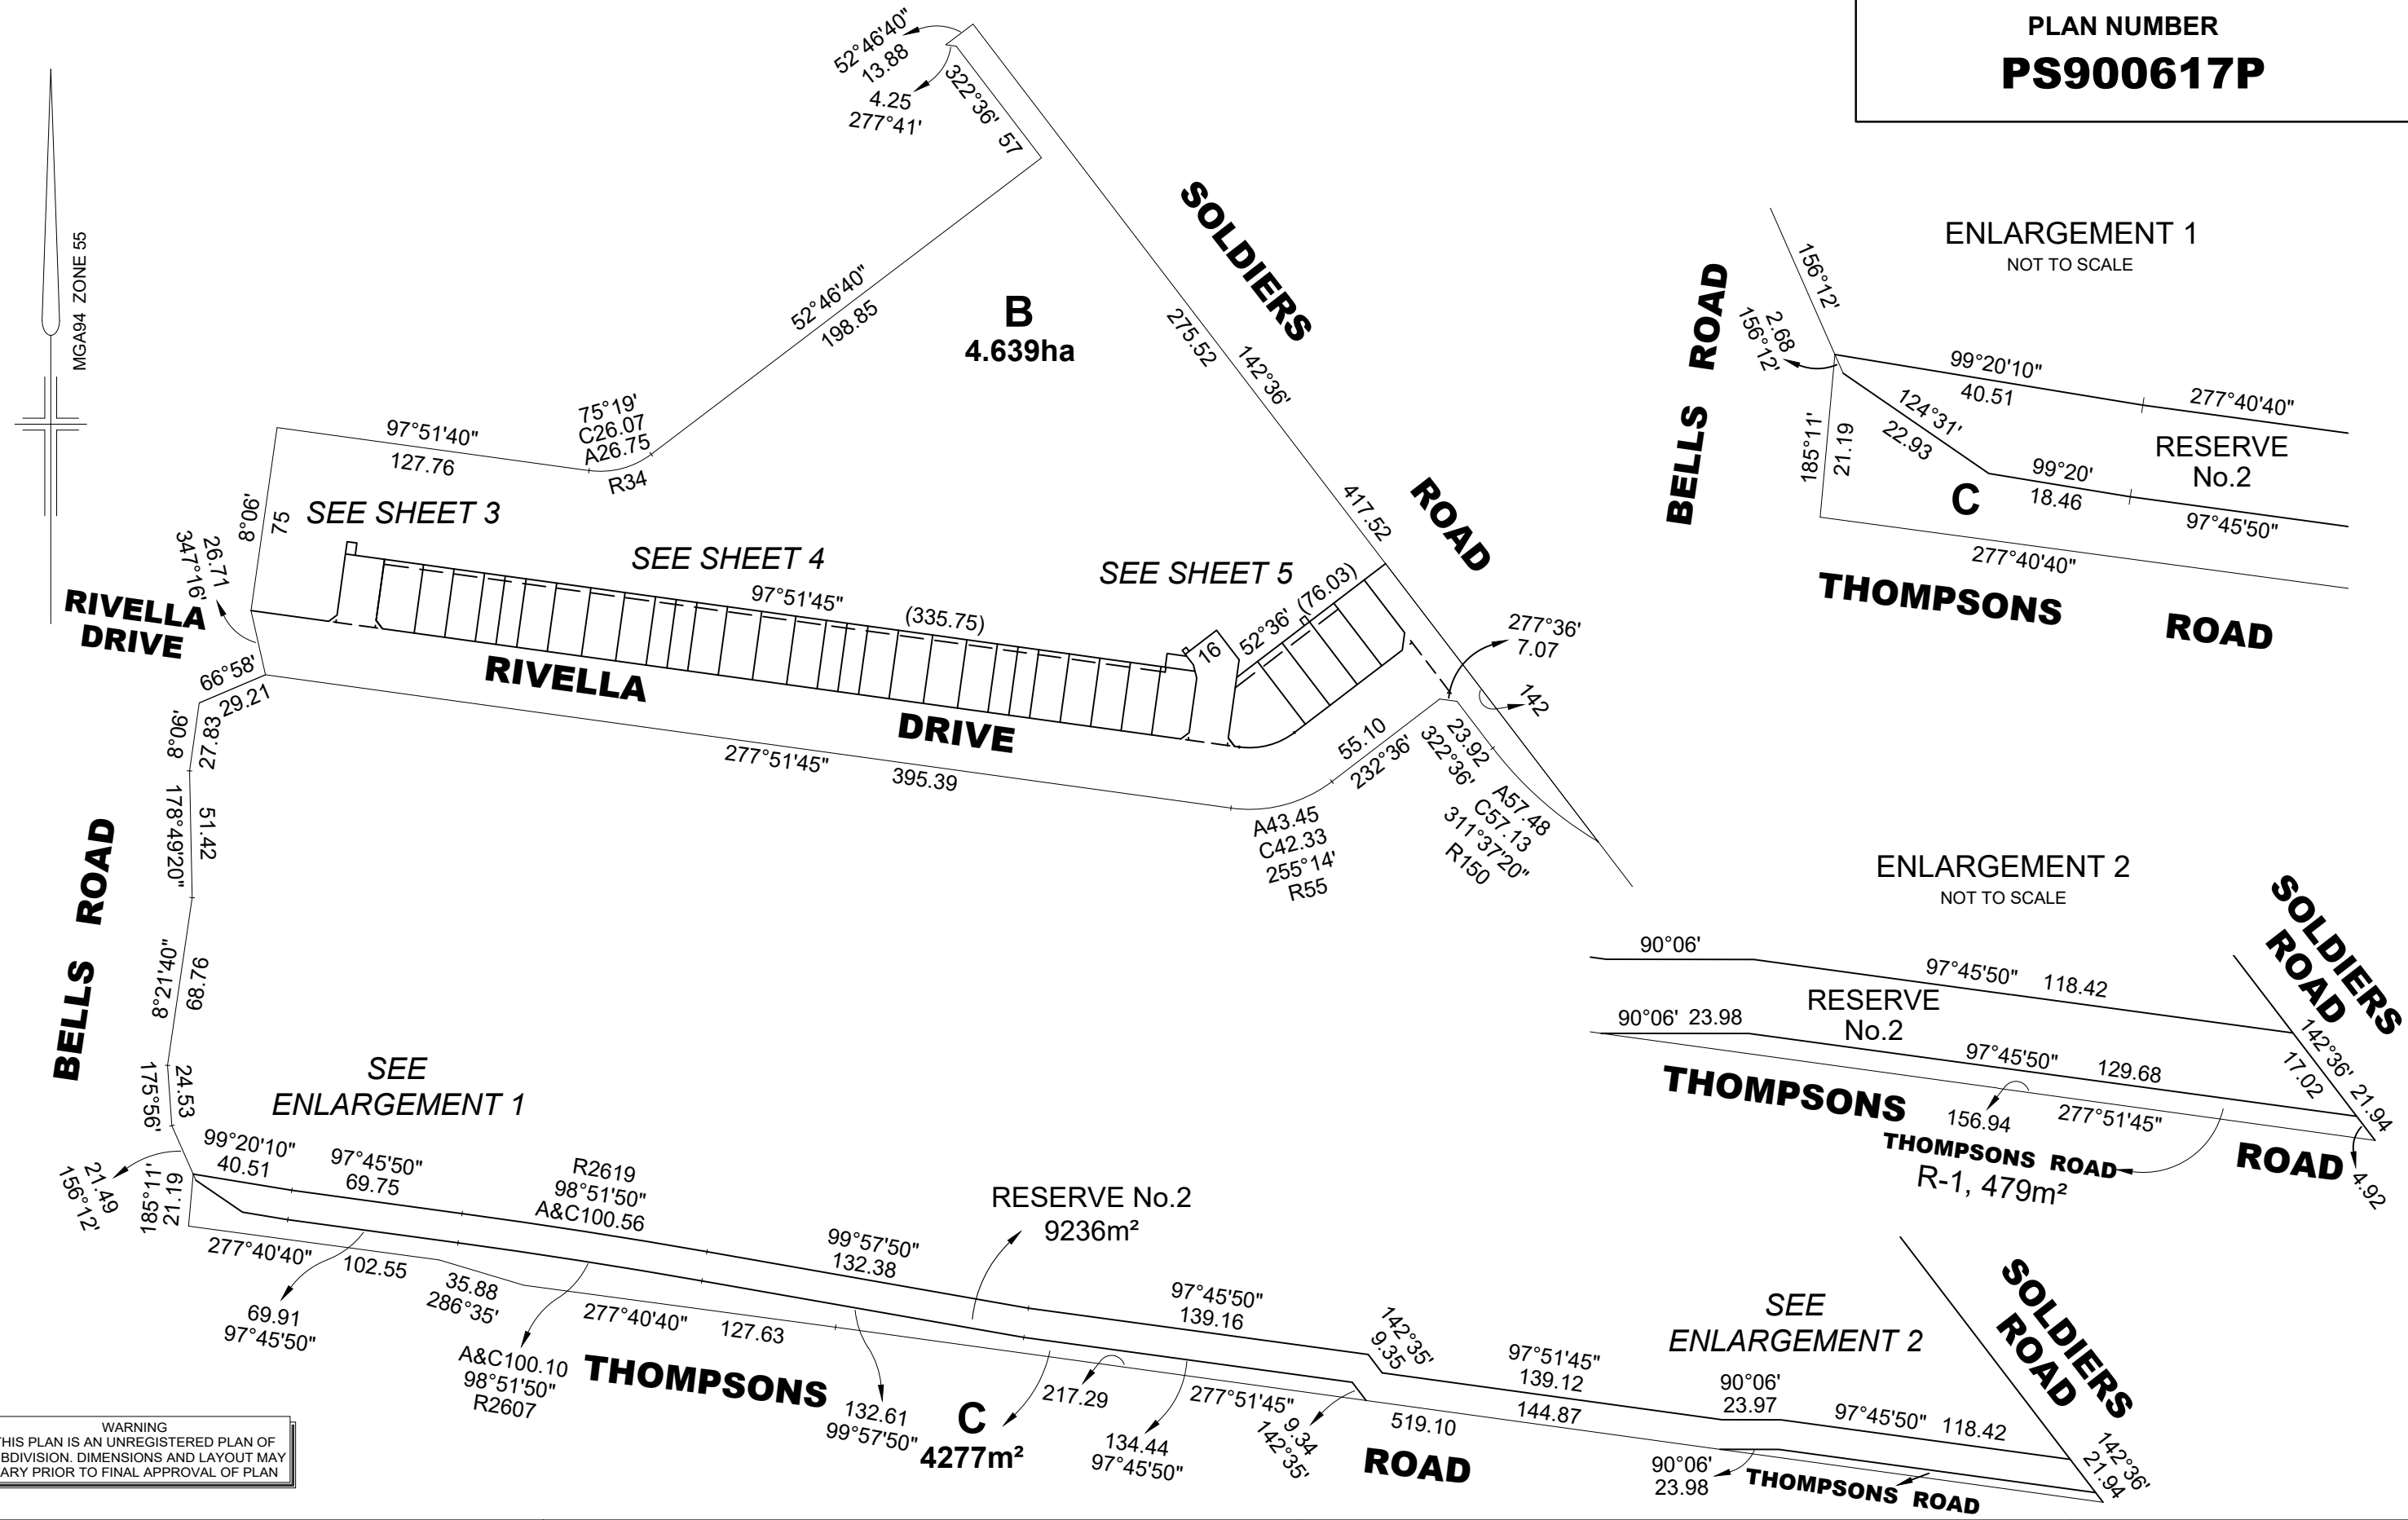 PLAN NUMBER
PS900617P
MGA94 ZONE 55
52°46'40"
13.88
4.25
277°41'
322°36' 57
SOLDIERS
ROAD
B
4.639ha
52°46'40"
198.85
275.52
142°36'
417.52
75°19'
C26.07
A26.75
R34
97°51'40"
127.76
8°06'
75
26.71
347°16'
SEE SHEET 3
SEE SHEET 4
SEE SHEET 5
97°51'45" (335.75)
52°36' (76.03)
16
277°36'
7.07
142
RIVELLA
DRIVE
66°58'
29.21
RIVELLA
DRIVE
277°51'45" 395.39
55.10
232°36'
23.92
322°36'
A57.48
C57.13
311°37'20"
R150
A43.45
C42.33
255°14'
R55
8°06'
27.83
178°49'20"
51.42
BELLS ROAD
8°21'40"
68.76
175°56'
24.53
SEE
ENLARGEMENT 1
21.49
156°12'
185°11'
21.19
99°20'10"
40.51
97°45'50"
69.75
R2619
98°51'50"
A&C100.56
99°57'50"
132.38
RESERVE No.2
9236m²
97°45'50"
139.16
142°35'
9.35
97°51'45"
139.12
SEE
ENLARGEMENT 2
90°06'
23.97
97°45'50" 118.42
SOLDIERS
ROAD
142°36'
21.94
277°40'40" 102.55
35.88
286°35'
69.91
97°45'50"
277°40'40" 127.63
A&C100.10
98°51'50"
R2607
THOMPSONS
132.61
99°57'50"
C
4277m²
217.29
134.44
97°45'50"
277°51'45"
9.34
142°35'
519.10
144.87
ROAD
90°06'
23.98
THOMPSONS ROAD
ENLARGEMENT 1
NOT TO SCALE
156°12'
BELLS ROAD
2.68
156°12'
99°20'10"
40.51
277°40'40"
124°31'
22.93
RESERVE
No.2
185°11'
21.19
99°20'
18.46
C
97°45'50"
277°40'40"
THOMPSONS ROAD
ENLARGEMENT 2
NOT TO SCALE
SOLDIERS
ROAD
90°06'
97°45'50" 118.42
RESERVE
No.2
90°06' 23.98
97°45'50" 129.68
142°36' 21.94
17.02
THOMPSONS
156.94
277°51'45"
THOMPSONS ROAD
R-1, 479m²
ROAD
4.92
WARNING
HIS PLAN IS AN UNREGISTERED PLAN OF
BDIVISION. DIMENSIONS AND LAYOUT MAY
ARY PRIOR TO FINAL APPROVAL OF PLAN